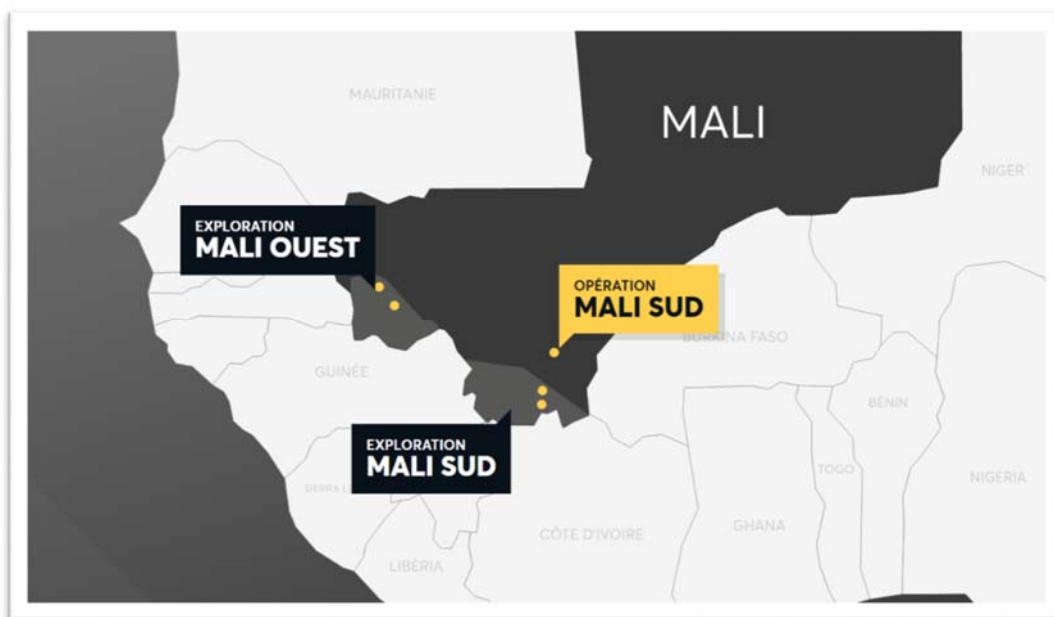 MAURITANIE
MALI
NIGER
EXPLORATION
MALI OUEST
OPÉRATION
MALI SUD
BURKINA FASO
GUINÉE
BÉNIN
EXPLORATION
MALI SUD
SIERRA L
TOGO
NIGERIA
CÔTE D'IVOIRE
GHANA
LIBÉRIA